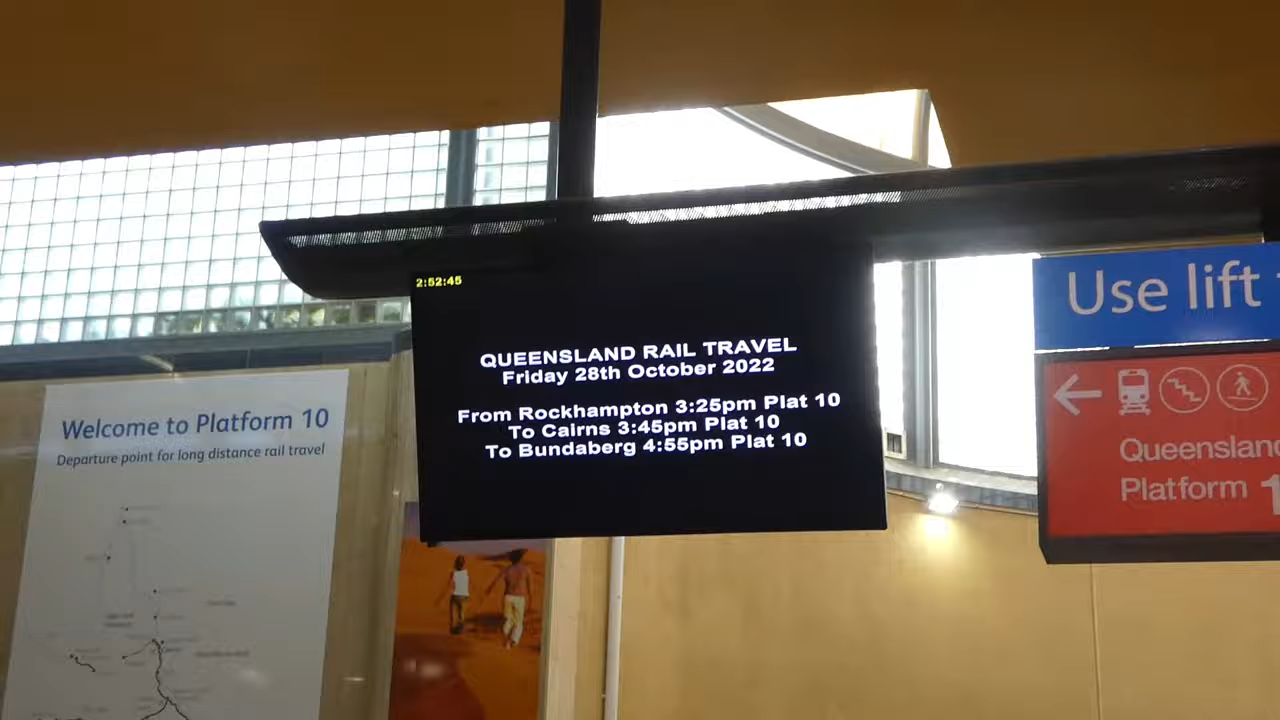 2:52:45
QUEENSLAND RAIL TRAVEL
Friday 28th October 2022
From Rockhampton 3:25pm Plat 10
To Cairns 3:45pm Plat 10
To Bundaberg 4:55pm Plat 10
Welcome to Platform 10
Departure point for long distance rail travel
Use lift
Queensland
Platform 1